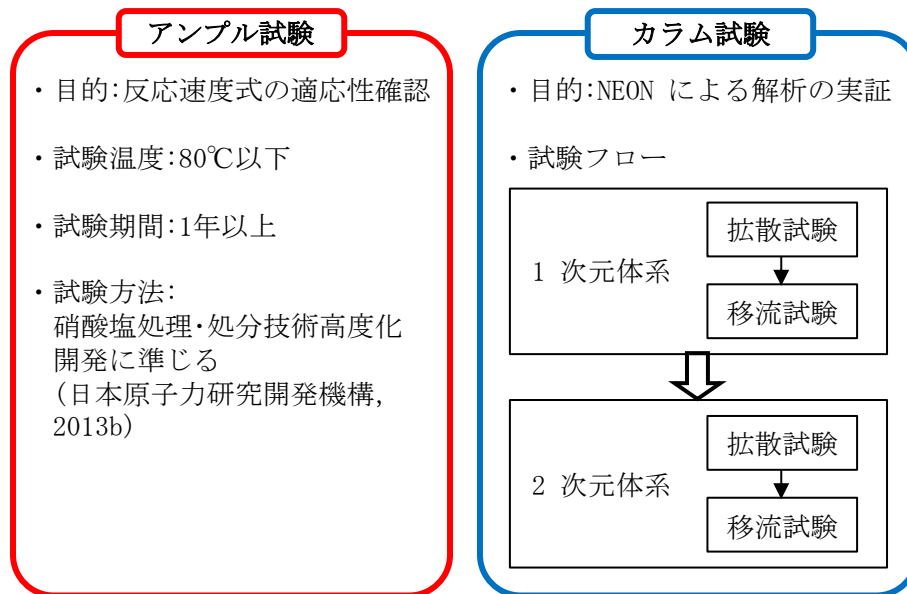 アンプル試験
・目的:反応速度式の適応性確認
・試験温度:80℃以下
・試験期間:1年以上
・試験方法:
硝酸塩処理・処分技術高度化
開発に準じる
(日本原子力研究開発機構,
2013b)
カラム試験
・目的:NEON による解析の実証
・試験フロー
1 次元体系
拡散試験
移流試験
2 次元体系
拡散試験
移流試験